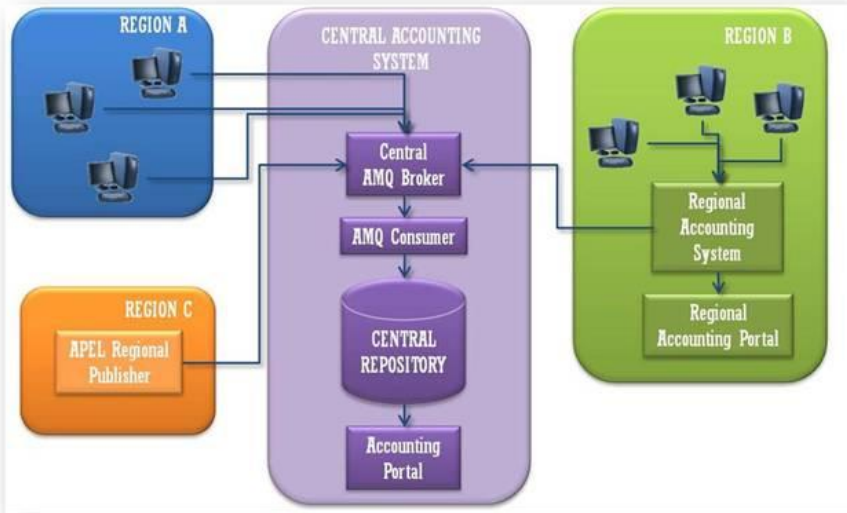 REGION A
CENTRAL ACCOUNTING
SYSTEM
REGION B
Central
AMQ Broker
AMQ Consumer
CENTRAL
REPOSITORY
Accounting
Portal
Regional
Accounting
System
Regional
Accounting Portal
REGION C
APEL Regional
Publisher